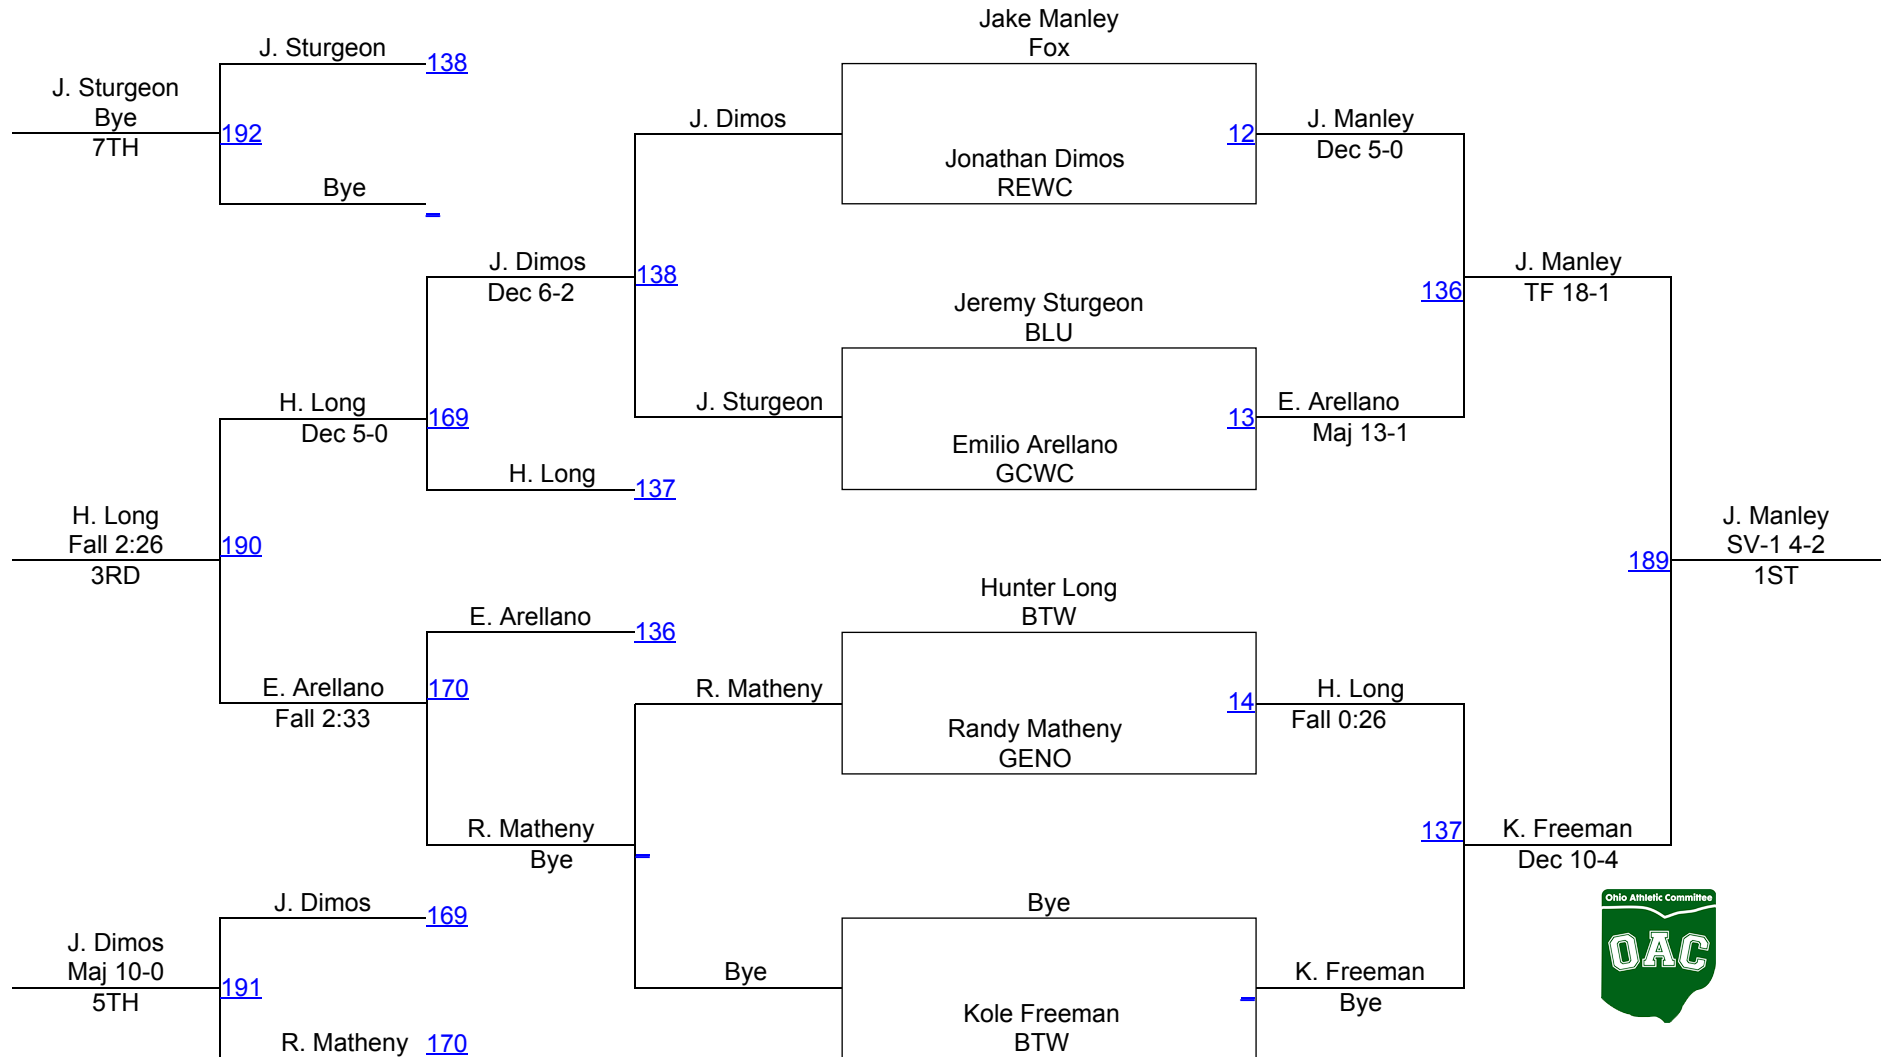 Jake Manley
Fox
J. Sturgeon
138
J. Sturgeon
Bye
7TH
192
Bye
J. Dimos
12
J. Manley
Dec 5-0
Jonathan Dimos
REWC
J. Dimos
Dec 6-2
138
J. Manley
TF 18-1
136
Jeremy Sturgeon
BLU
H. Long
Dec 5-0
169
J. Sturgeon
13
E. Arellano
Maj 13-1
Emilio Arellano
GCWC
H. Long
137
H. Long
Fall 2:26
3RD
190
J. Manley
SV-1 4-2
1ST
189
Hunter Long
BTW
E. Arellano
136
E. Arellano
Fall 2:33
170
R. Matheny
14
H. Long
Fall 0:26
Randy Matheny
GENO
R. Matheny
Bye
137
K. Freeman
Dec 10-4
J. Dimos
169
Bye
Ohio Athletic Committee
OAC
J. Dimos
Maj 10-0
5TH
191
Bye
K. Freeman
Bye
Kole Freeman
BTW
R. Matheny
170